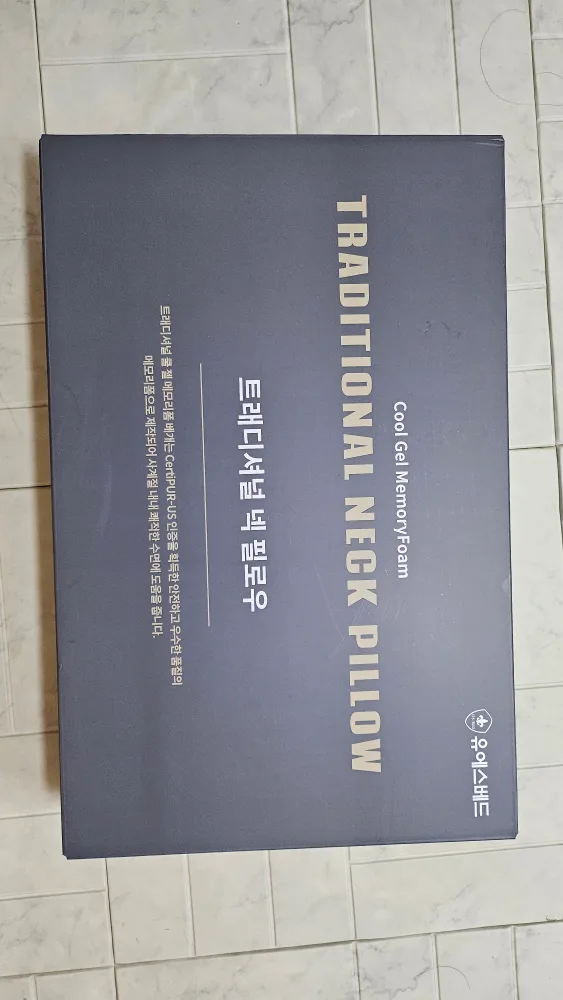 유에스베드
Cool Gel MemoryFoam
TRADITIONAL NECK PILLOW
트래디셔널 넥 필로우
트래디셔널 쿨 젤 메모리폼 베개는 CertiPUR-US 인증을 획득한 안전하고 우수한 품질의
메모리폼으로 제작되어 사계절 내내 쾌적한 수면에 도움을 줍니다.